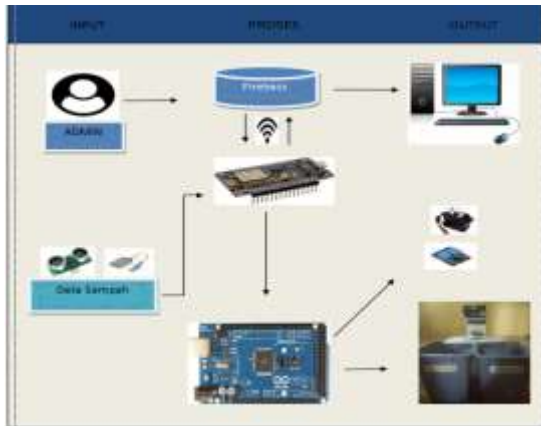 INPUT
PROSES
OUTPUT
Firebase
ADMIN
Data Sampah